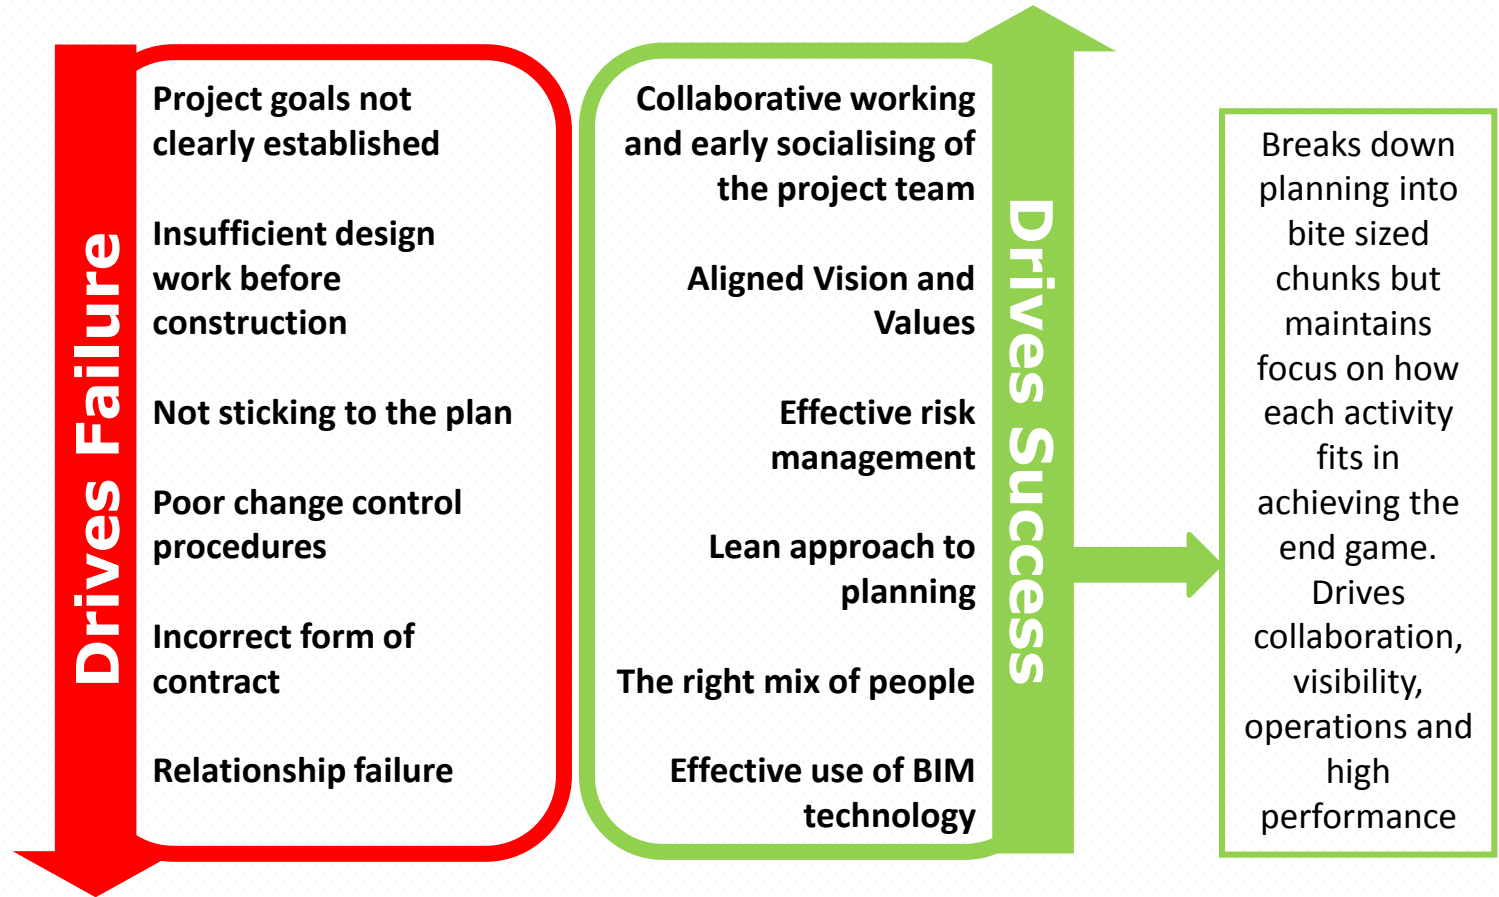 Drives Failure
Project goals not
clearly established
Insufficient design
work before
construction
Not sticking to the plan
Poor change control
procedures
Incorrect form of
contract
Relationship failure
Collaborative working
and early socialising of
the project team
Aligned Vision and
Values
Effective risk
management
Lean approach to
planning
The right mix of people
Effective use of BIM
technology
Drives Success
Breaks down
planning into
bite sized
chunks but
maintains
focus on how
each activity
fits in
achieving the
end game.
Drives
collaboration,
visibility,
operations and
high
performance